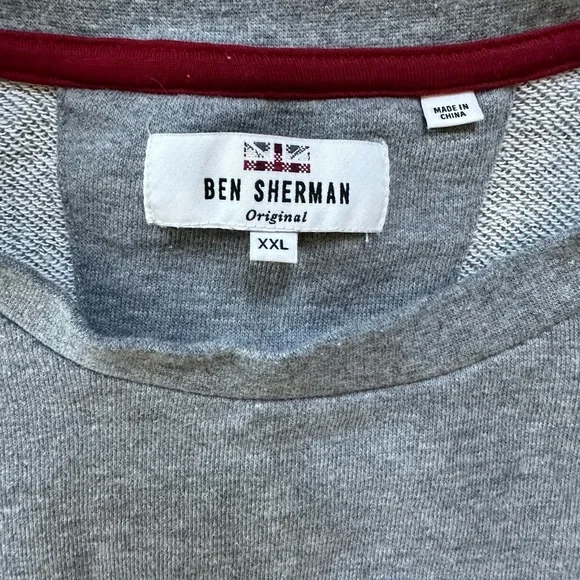 MADE IN
CHINA
BEN SHERMAN
Original
XXL